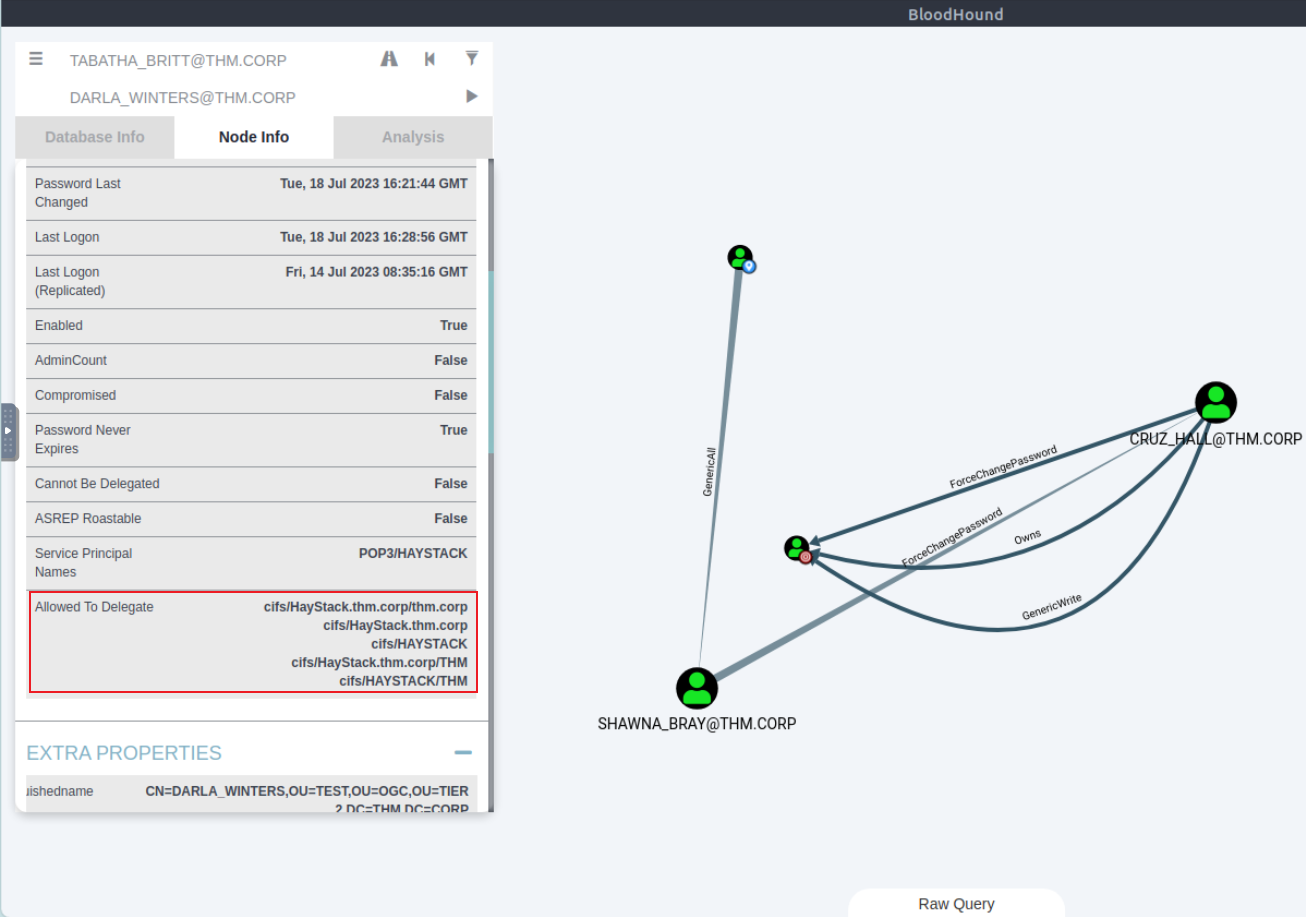 BloodHound
TABATHA_BRITT@THM.CORP
DARLA_WINTERS@THM.CORP
Database Info
Node Info
Analysis
Password Last
Changed
Tue, 18 Jul 2023 16:21:44 GMT
Last Logon
Tue, 18 Jul 2023 16:28:56 GMT
Last Logon
(Replicated)
Fri, 14 Jul 2023 08:35:16 GMT
Enabled
True
AdminCount
False
Compromised
False
Password Never
Expires
True
Cannot Be Delegated
False
ASREP Roastable
False
Service Principal
Names
POP3/HAYSTACK
Allowed To Delegate
cifs/HayStack.thm.corp/thm.corp
cifs/HayStack.thm.corp
cifs/HAYSTACK
cifs/HayStack.thm.corp/THM
cifs/HAYSTACK/THM
EXTRA PROPERTIES
uishedname
CN=DARLA_WINTERS,OU=TEST,OU=OGC,OU=TIER
2,DC=THM,DC=CORP
GenericAll
CRUZ_HALL@THM.CORP
ForceChangePassword
ForceChangePassword
Owns
GenericWrite
SHAWNA_BRAY@THM.CORP
Raw Query